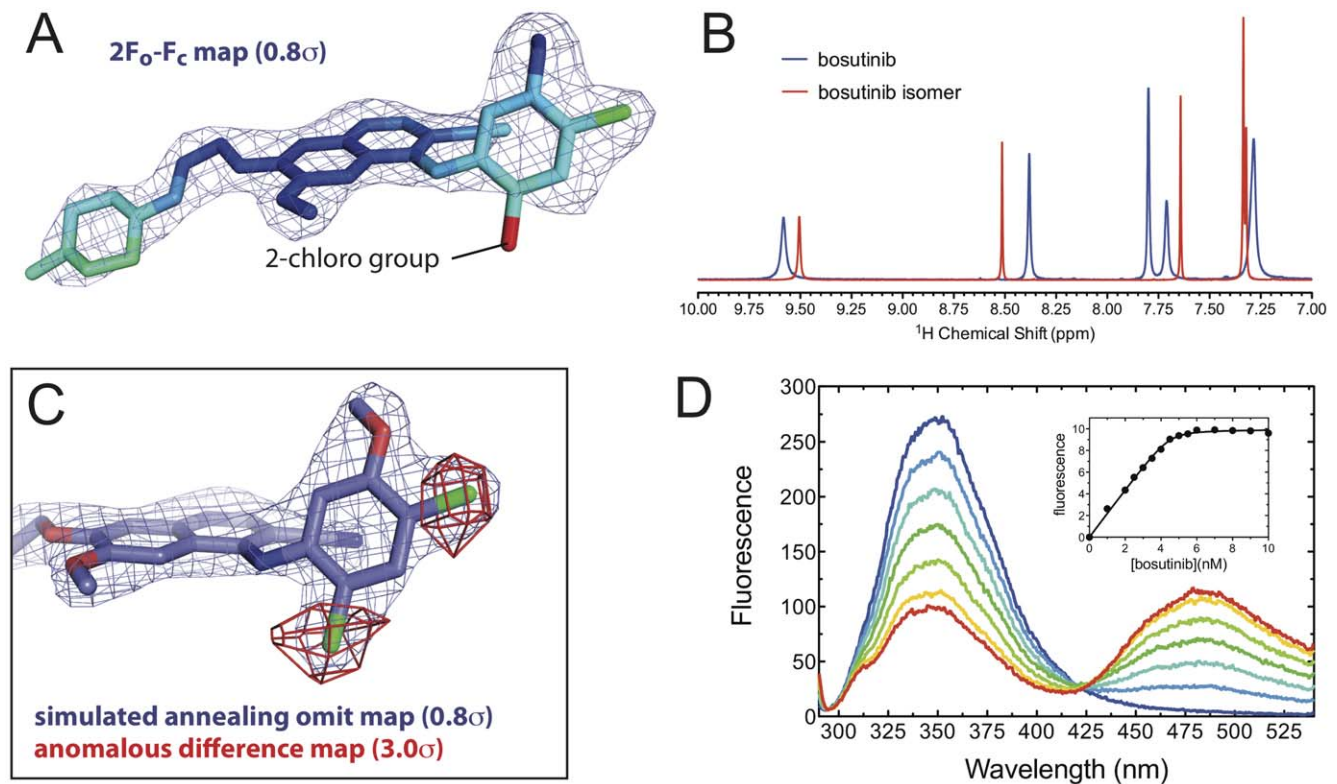 A
2Fo-Fc map (0.8σ)
2-chloro group
B
bosutinib
bosutinib isomer
10.00 9.75 9.50 9.25 9.00 8.75 8.50 8.25 8.00 7.75 7.50 7.25 7.00
1H Chemical Shift (ppm)
C
simulated annealing omit map (0.8σ)
anomalous difference map (3.0σ)
D
Fluorescence
300
250
200
150
100
50
0
300 325 350 375 400 425 450 475 500 525
Wavelength (nm)
fluorescence
10
8
6
4
2
0
0 2 4 6 8 10
[bosutinib](nM)